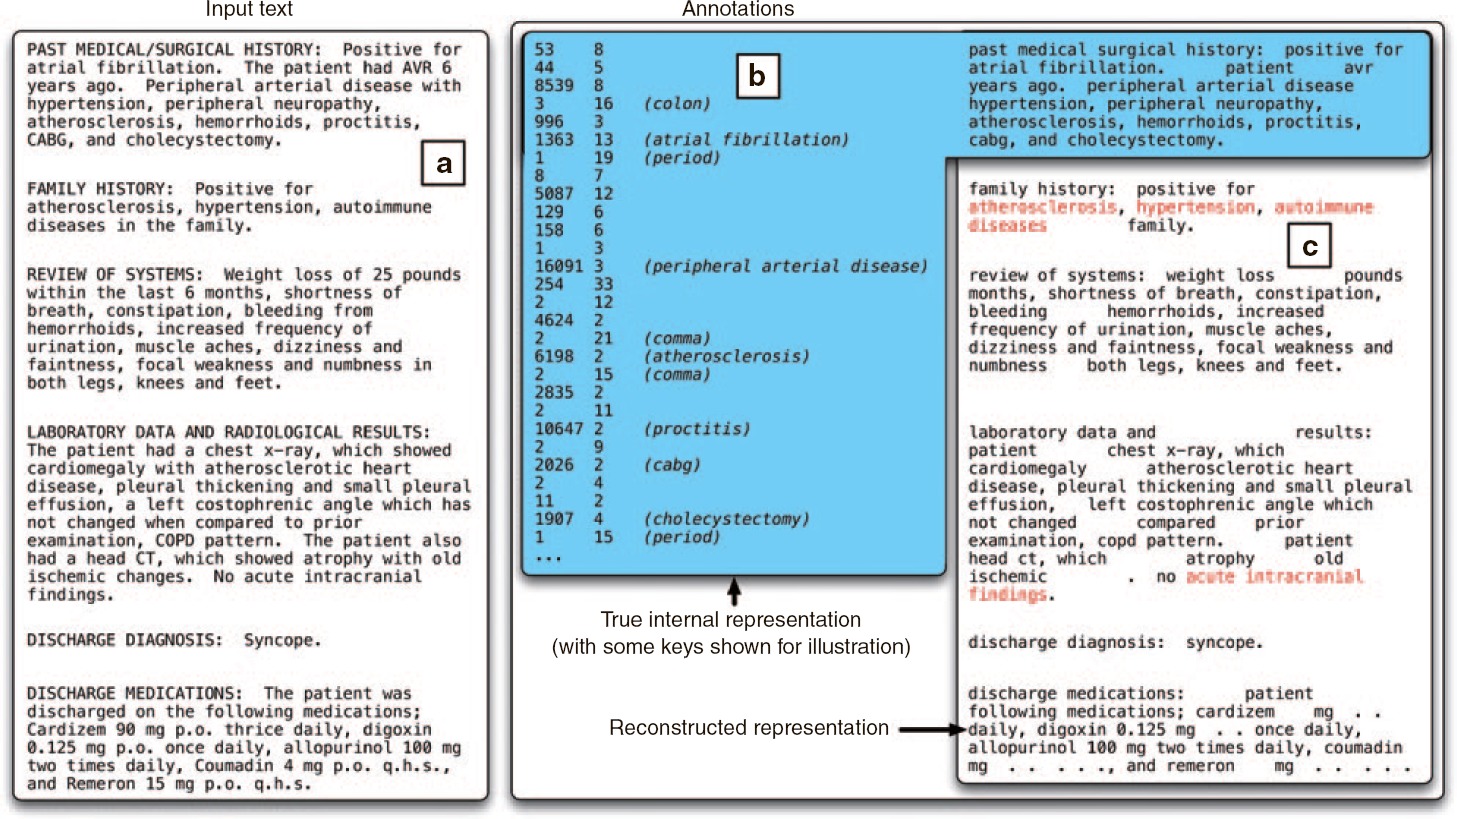 Input text
PAST MEDICAL/SURGICAL HISTORY:  Positive for
atrial fibrillation.  The patient had AVR 6
years ago.  Peripheral arterial disease with
hypertension, peripheral neuropathy,
atherosclerosis, hemorrhoids, proctitis,
CABG, and cholecystectomy.
a
FAMILY HISTORY:  Positive for
atherosclerosis, hypertension, autoimmune
diseases in the family.
REVIEW OF SYSTEMS:  Weight loss of 25 pounds
within the last 6 months, shortness of
breath, constipation, bleeding from
hemorrhoids, increased frequency of
urination, muscle aches, dizziness and
faintness, focal weakness and numbness in
both legs, knees and feet.
LABORATORY DATA AND RADIOLOGICAL RESULTS:
The patient had a chest x-ray, which showed
cardiomegaly with atherosclerotic heart
disease, pleural thickening and small pleural
effusion, a left costophrenic angle which has
not changed when compared to prior
examination, COPD pattern.  The patient also
had a head CT, which showed atrophy with old
ischemic changes.  No acute intracranial
findings.
DISCHARGE DIAGNOSIS:  Syncope.
DISCHARGE MEDICATIONS:  The patient was
discharged on the following medications;
Cardizem 90 mg p.o. thrice daily, digoxin
0.125 mg p.o. once daily, allopurinol 100 mg
two times daily, Coumadin 4 mg p.o. q.h.s.,
and Remeron 15 mg p.o. q.h.s.
Annotations
b
53 8
44 5
8539 8
3 16 (colon)
996 3
1363 13 (atrial fibrillation)
1 19 (period)
8 7
5087 12
129 6
158 6
1 3
16091 3 (peripheral arterial disease)
254 33
2 12
4624 2
2 21 (comma)
6198 2 (atherosclerosis)
2 15 (comma)
2835 2
2 11
10647 2 (proctitis)
2 9
2026 2 (cabg)
2 4
11 2
1907 4 (cholecystectomy)
1 15 (period)
...
True internal representation
(with some keys shown for illustration)
Reconstructed representation
past medical surgical history:  positive for
atrial fibrillation.      patient     avr
years ago.  peripheral arterial disease
hypertension, peripheral neuropathy,
atherosclerosis, hemorrhoids, proctitis,
cabg, and cholecystectomy.
family history:  positive for
atherosclerosis, hypertension, autoimmune
diseases        family.
c
review of systems:  weight loss       pounds
months, shortness of breath, constipation,
bleeding      hemorrhoids, increased
frequency of urination, muscle aches,
dizziness and faintness, focal weakness and
numbness    both legs, knees and feet.
laboratory data and              results:
patient       chest x-ray, which
cardiomegaly      atherosclerotic heart
disease, pleural thickening and small pleural
effusion,   left costophrenic angle which
not changed      compared    prior
examination, copd pattern.      patient
head ct, which        atrophy      old
ischemic        .  no acute intracranial
findings.
discharge diagnosis:  syncope.
discharge medications:      patient
following medications; cardizem    mg  . .
daily, digoxin 0.125 mg  . . once daily,
allopurinol 100 mg two times daily, coumadin
mg  . .  . . ., and remeron    mg  . .  . . .